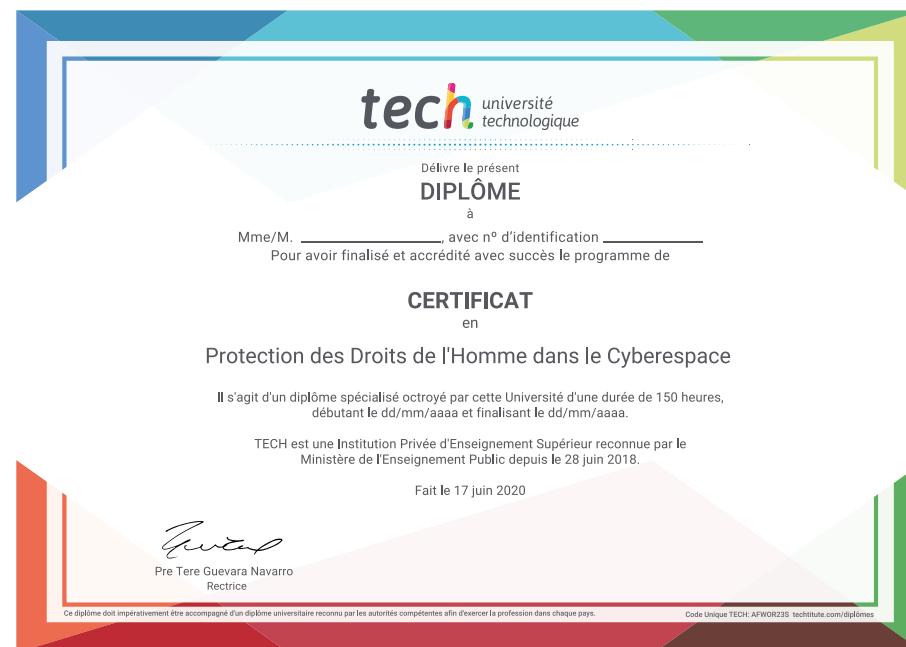 tech université
technologique
Délivre le présent
DIPLÔME
à
Mme/M. ____________________, avec nº d'identification ______________
Pour avoir finalisé et accrédité avec succès le programme de
CERTIFICAT
en
Protection des Droits de l'Homme dans le Cyberespace
Il s'agit d'un diplôme spécialisé octroyé par cette Université d'une durée de 150 heures,
débutant le dd/mm/aaaa et finalisant le dd/mm/aaaa.
TECH est une Institution Privée d'Enseignement Supérieur reconnue par le
Ministère de l'Enseignement Public depuis le 28 juin 2018.
Fait le 17 juin 2020
Pre Tere Guevara Navarro
Rectrice
Ce diplôme doit impérativement être accompagné d'un diplôme universitaire reconnu par les autorités compétentes afin d'exercer la profession dans chaque pays.
Code Unique TECH: AFWOR23S techtitute.com/diplômes